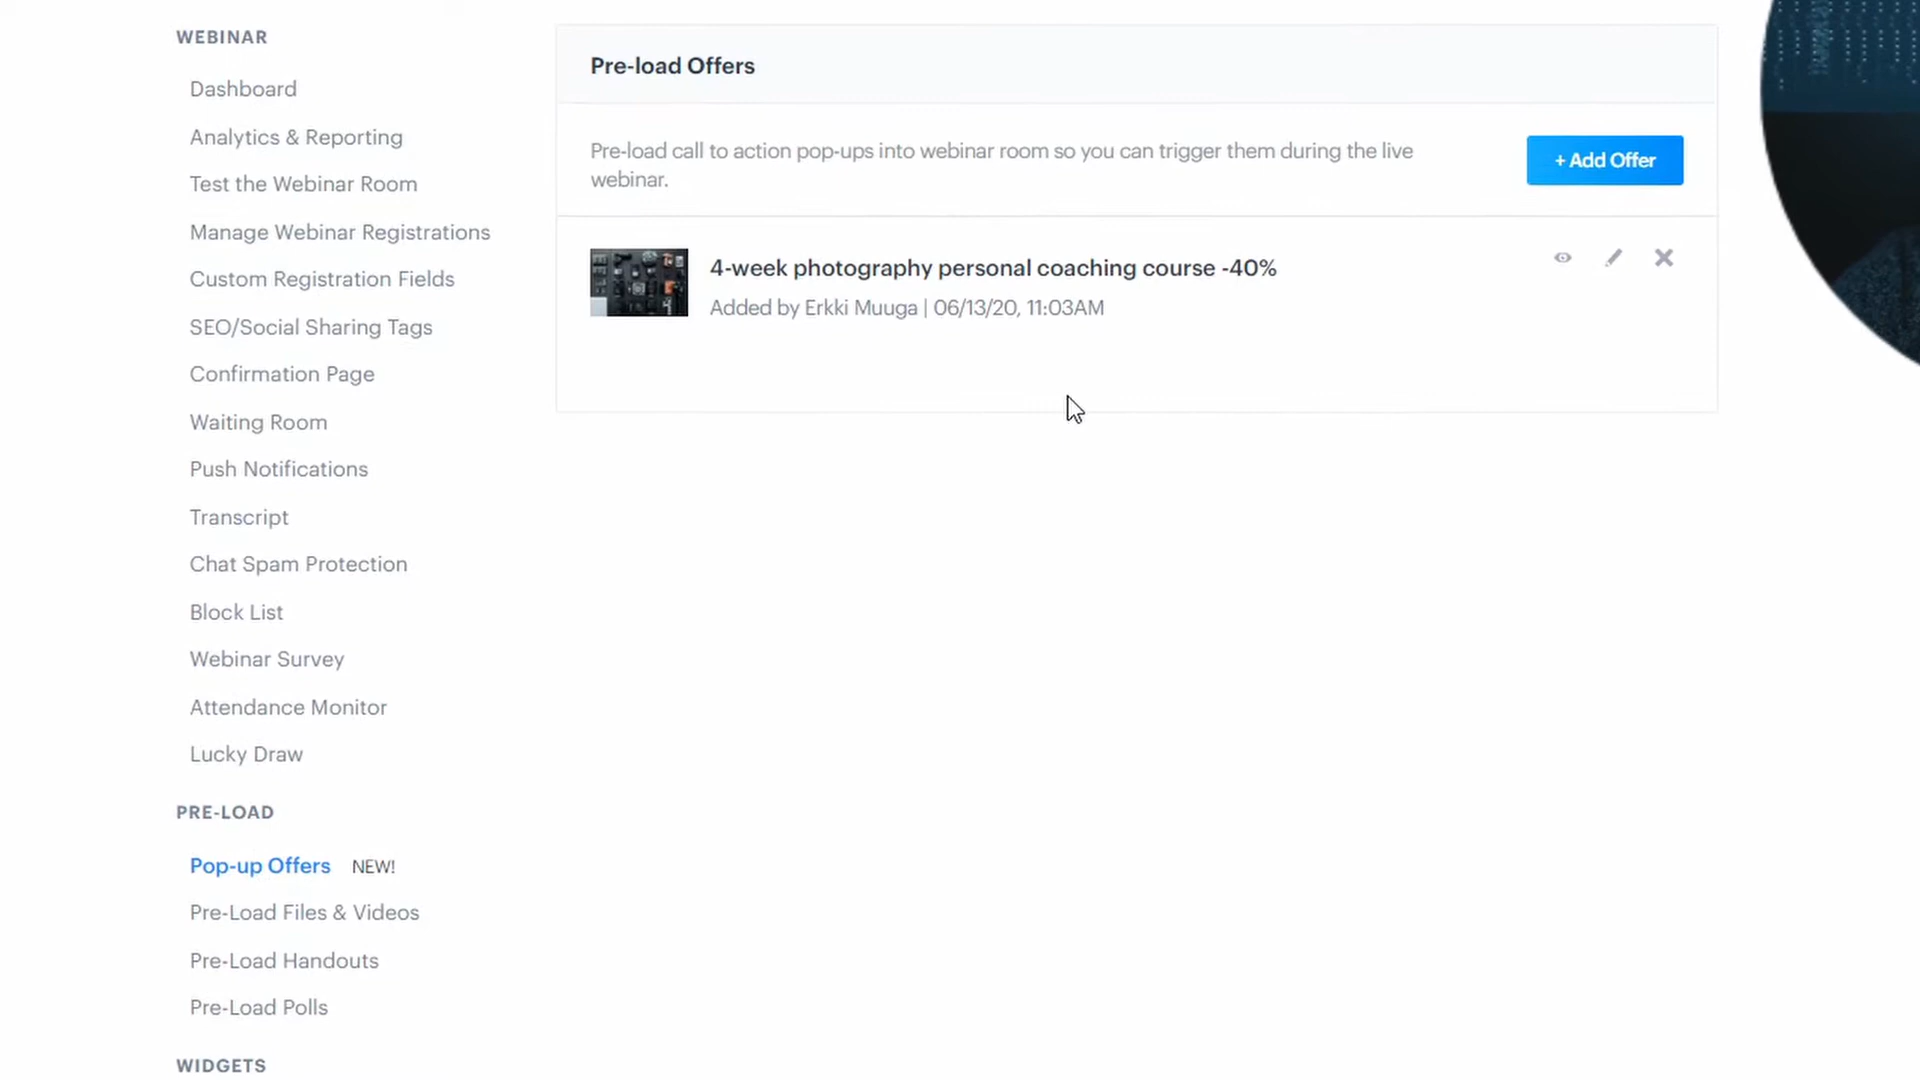 WEBINAR
Dashboard
Analytics & Reporting
Test the Webinar Room
Manage Webinar Registrations
Custom Registration Fields
SEO/Social Sharing Tags
Confirmation Page
Waiting Room
Push Notifications
Transcript
Chat Spam Protection
Block List
Webinar Survey
Attendance Monitor
Lucky Draw
PRE-LOAD
Pop-up Offers NEW!
Pre-Load Files & Videos
Pre-Load Handouts
Pre-Load Polls
WIDGETS
Pre-load Offers
Pre-load call to action pop-ups into webinar room so you can trigger them during the live
webinar.
+ Add Offer
4-week photography personal coaching course -40%
Added by Erkki Muuga | 06/13/20, 11:03AM